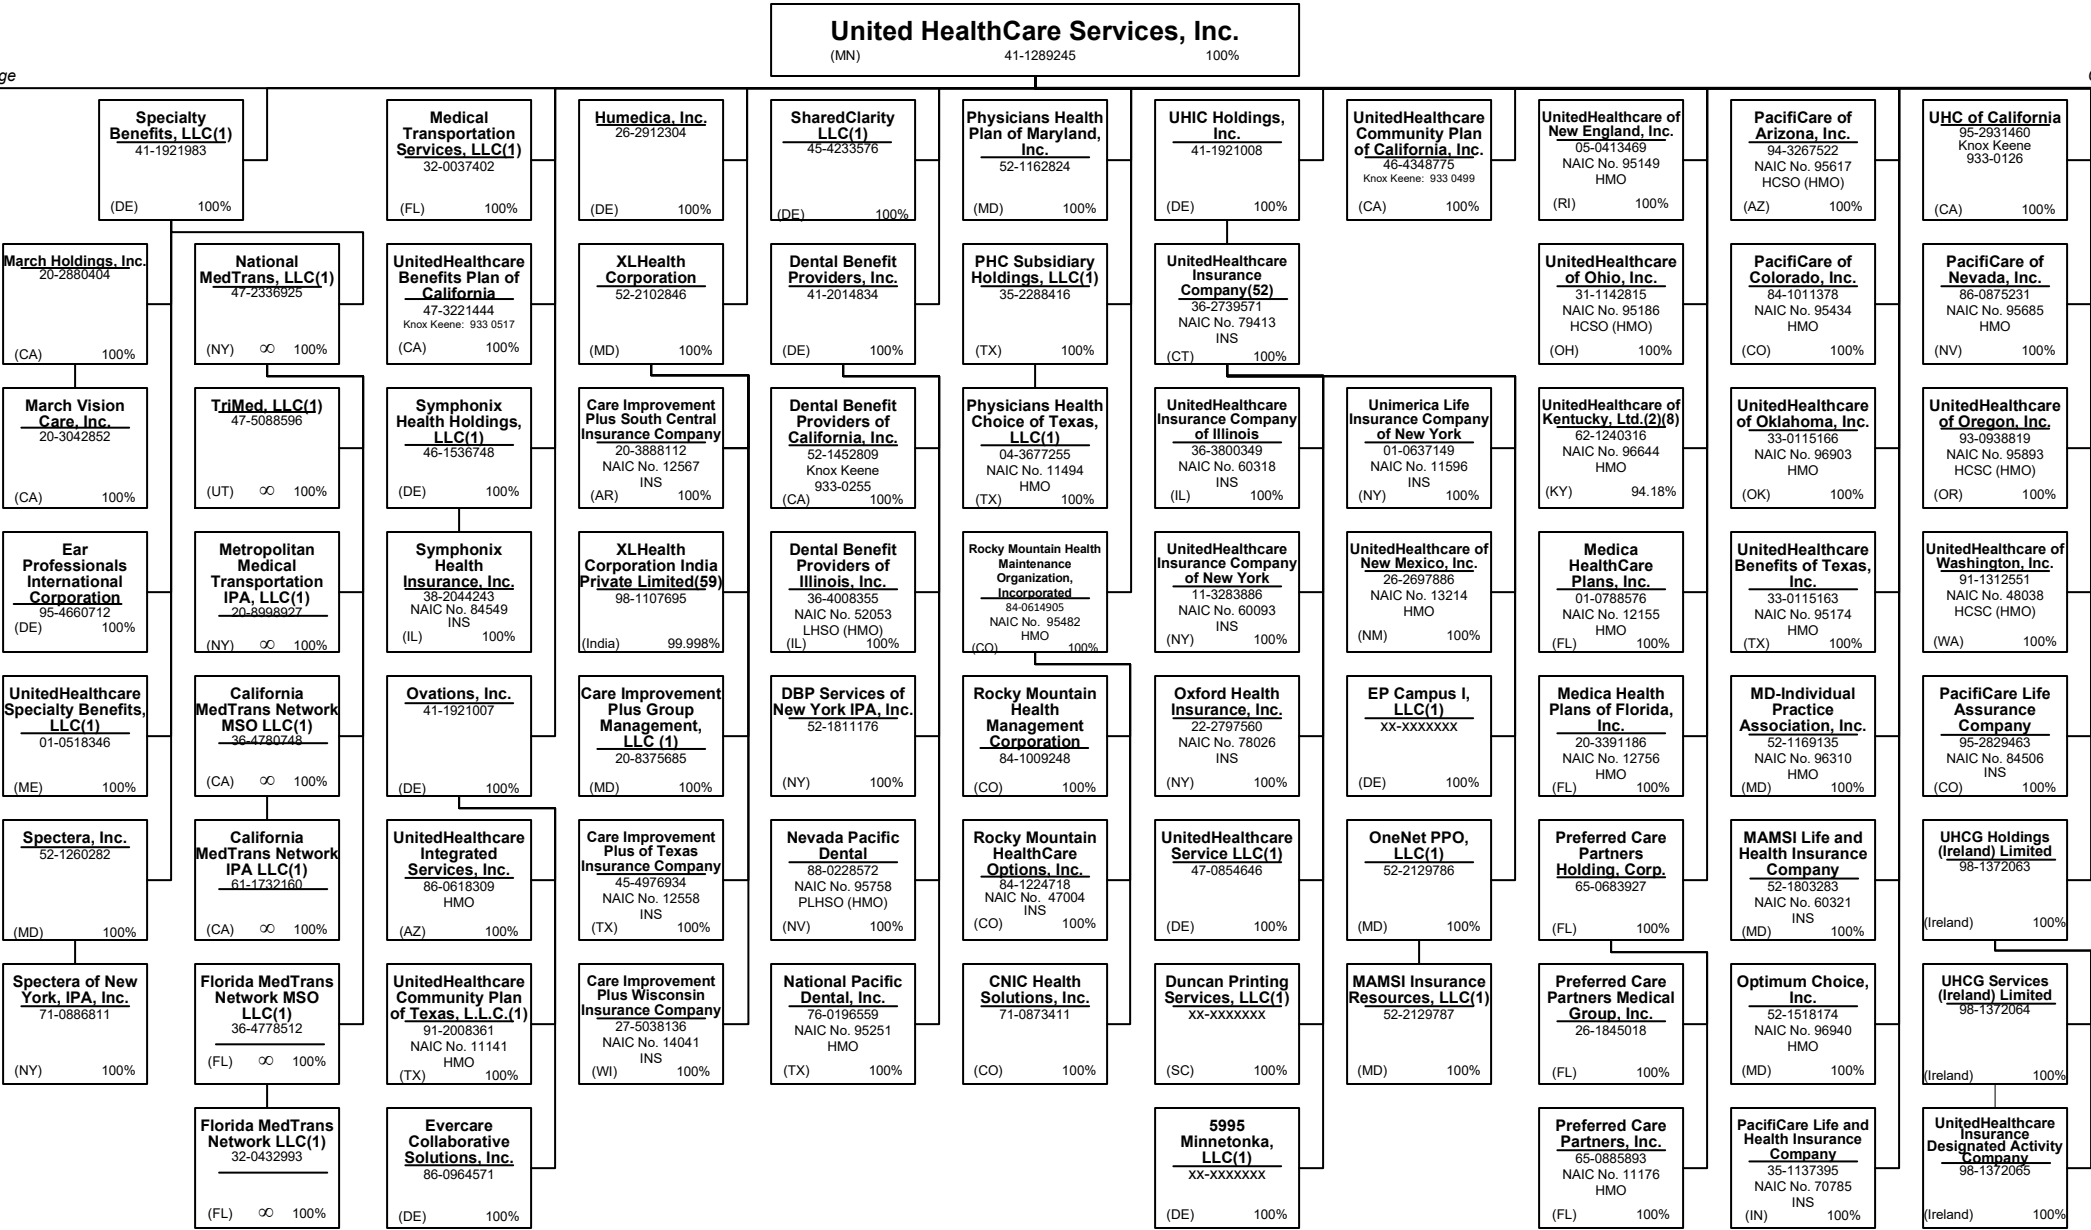 United HealthCare Services, Inc.
(MN) 41-1289245 100%
ge
Specialty
Benefits, LLC(1)
41-1921983
(DE) 100%
Medical
Transportation
Services, LLC(1)
32-0037402
(FL) 100%
Humedica, Inc.
26-2912304
(DE) 100%
SharedClarity
LLC(1)
45-4233576
(DE) 100%
Physicians Health
Plan of Maryland,
Inc.
52-1162824
(MD) 100%
UHIC Holdings,
Inc.
41-1921008
(DE) 100%
UnitedHealthcare
Community Plan
of California, Inc.
46-4348775
Knox Keene: 933 0499
(CA) 100%
UnitedHealthcare of
New England, Inc.
05-0413469
NAIC No. 95149
HMO
(RI) 100%
PacifiCare of
Arizona, Inc.
94-3267522
NAIC No. 95617
HCSO (HMO)
(AZ) 100%
UHC of California
95-2931460
Knox Keene
933-0126
(CA) 100%
March Holdings, Inc.
20-2880404
(CA) 100%
National
MedTrans, LLC(1)
47-2336925
(NY) ∞ 100%
UnitedHealthcare
Benefits Plan of
California
47-3221444
Knox Keene: 933 0517
(CA) 100%
XLHealth
Corporation
52-2102846
(MD) 100%
Dental Benefit
Providers, Inc.
41-2014834
(DE) 100%
PHC Subsidiary
Holdings, LLC(1)
35-2288416
(TX) 100%
UnitedHealthcare
Insurance
Company(52)
36-2739571
NAIC No. 79413
INS
(CT) 100%
UnitedHealthcare
of Ohio, Inc.
31-1142815
NAIC No. 95186
HCSO (HMO)
(OH) 100%
PacifiCare of
Colorado, Inc.
84-1011378
NAIC No. 95434
HMO
(CO) 100%
PacifiCare of
Nevada, Inc.
86-0875231
NAIC No. 95685
HMO
(NV) 100%
March Vision
Care, Inc.
20-3042852
(CA) 100%
TriMed, LLC(1)
47-5088596
(UT) ∞ 100%
Symphonix
Health Holdings,
LLC(1)
46-1536748
(DE) 100%
Care Improvement
Plus South Central
Insurance Company
20-3888112
NAIC No. 12567
INS
(AR) 100%
Dental Benefit
Providers of
California, Inc.
52-1452809
Knox Keene
933-0255
(CA) 100%
Physicians Health
Choice of Texas,
LLC(1)
04-3677255
NAIC No. 11494
HMO
(TX) 100%
UnitedHealthcare
Insurance Company
of Illinois
36-3800349
NAIC No. 60318
INS
(IL) 100%
Unimerica Life
Insurance Company
of New York
01-0637149
NAIC No. 11596
INS
(NY) 100%
UnitedHealthcare of
Kentucky, Ltd.(2)(8)
62-1240316
NAIC No. 96644
HMO
(KY) 94.18%
UnitedHealthcare
of Oklahoma, Inc.
33-0115166
NAIC No. 96903
HMO
(OK) 100%
UnitedHealthcare
of Oregon, Inc.
93-0938819
NAIC No. 95893
HCSC (HMO)
(OR) 100%
Ear
Professionals
International
Corporation
95-4660712
(DE) 100%
Metropolitan
Medical
Transportation
IPA, LLC(1)
20-8998927
(NY) ∞ 100%
Symphonix
Health
Insurance, Inc.
38-2044243
NAIC No. 84549
INS
(IL) 100%
XLHealth
Corporation India
Private Limited(59)
98-1107695
(India) 99.998%
Dental Benefit
Providers of
Illinois, Inc.
36-4008355
NAIC No. 52053
LHSO (HMO)
(IL) 100%
Rocky Mountain Health
Maintenance
Organization,
Incorporated
84-0614905
NAIC No. 95482
HMO
(CO) 100%
UnitedHealthcare
Insurance Company
of New York
11-3283886
NAIC No. 60093
INS
(NY) 100%
UnitedHealthcare of
New Mexico, Inc.
26-2697886
NAIC No. 13214
HMO
(NM) 100%
Medica
HealthCare
Plans, Inc.
01-0788576
NAIC No. 12155
HMO
(FL) 100%
UnitedHealthcare
Benefits of Texas,
Inc.
33-0115163
NAIC No. 95174
HMO
(TX) 100%
UnitedHealthcare of
Washington, Inc.
91-1312551
NAIC No. 48038
HCSC (HMO)
(WA) 100%
UnitedHealthcare
Specialty Benefits,
LLC(1)
01-0518346
(ME) 100%
California
MedTrans Network
MSO LLC(1)
36-4780748
(CA) ∞ 100%
Ovations, Inc.
41-1921007
(DE) 100%
Care Improvement
Plus Group
Management,
LLC (1)
20-8375685
(MD) 100%
DBP Services of
New York IPA, Inc.
52-1811176
(NY) 100%
Rocky Mountain
Health
Management
Corporation
84-1009248
(CO) 100%
Oxford Health
Insurance, Inc.
22-2797560
NAIC No. 78026
INS
(NY) 100%
EP Campus I,
LLC(1)
xx-xxxxxxx
(DE) 100%
Medica Health
Plans of Florida,
Inc.
20-3391186
NAIC No. 12756
HMO
(FL) 100%
MD-Individual
Practice
Association, Inc.
52-1169135
NAIC No. 96310
HMO
(MD) 100%
PacifiCare Life
Assurance
Company
95-2829463
NAIC No. 84506
INS
(CO) 100%
Spectera, Inc.
52-1260282
(MD) 100%
California
MedTrans Network
IPA LLC(1)
61-1732160
(CA) ∞ 100%
UnitedHealthcare
Integrated
Services, Inc.
86-0618309
HMO
(AZ) 100%
Care Improvement
Plus of Texas
Insurance Company
45-4976934
NAIC No. 12558
INS
(TX) 100%
Nevada Pacific
Dental
88-0228572
NAIC No. 95758
PLHSO (HMO)
(NV) 100%
Rocky Mountain
HealthCare
Options, Inc.
84-1224718
NAIC No. 47004
INS
(CO) 100%
UnitedHealthcare
Service LLC(1)
47-0854646
(DE) 100%
OneNet PPO,
LLC(1)
52-2129786
(MD) 100%
Preferred Care
Partners
Holding, Corp.
65-0683927
(FL) 100%
MAMSI Life and
Health Insurance
Company
52-1803283
NAIC No. 60321
INS
(MD) 100%
UHCG Holdings
(Ireland) Limited
98-1372063
(Ireland) 100%
Spectera of New
York, IPA, Inc.
71-0886811
(NY) 100%
Florida MedTrans
Network MSO
LLC(1)
36-4778512
(FL) ∞ 100%
UnitedHealthcare
Community Plan
of Texas, L.L.C.(1)
91-2008361
NAIC No. 11141
HMO
(TX) 100%
Care Improvement
Plus Wisconsin
Insurance Company
27-5038136
NAIC No. 14041
INS
(WI) 100%
National Pacific
Dental, Inc.
76-0196559
NAIC No. 95251
HMO
(TX) 100%
CNIC Health
Solutions, Inc.
71-0873411
(CO) 100%
Duncan Printing
Services, LLC(1)
xx-xxxxxxx
(SC) 100%
MAMSI Insurance
Resources, LLC(1)
52-2129787
(MD) 100%
Preferred Care
Partners Medical
Group, Inc.
26-1845018
(FL) 100%
Optimum Choice,
Inc.
52-1518174
NAIC No. 96940
HMO
(MD) 100%
UHCG Services
(Ireland) Limited
98-1372064
(Ireland) 100%
Florida MedTrans
Network LLC(1)
32-0432993
(FL) ∞ 100%
Evercare
Collaborative
Solutions, Inc.
86-0964571
(DE) 100%
5995
Minnetonka,
LLC(1)
xx-xxxxxxx
(DE) 100%
Preferred Care
Partners, Inc.
65-0885893
NAIC No. 11176
HMO
(FL) 100%
PacifiCare Life and
Health Insurance
Company
35-1137395
NAIC No. 70785
INS
(IN) 100%
UnitedHealthcare
Insurance
Designated Activity
Company
98-1372065
(Ireland) 100%